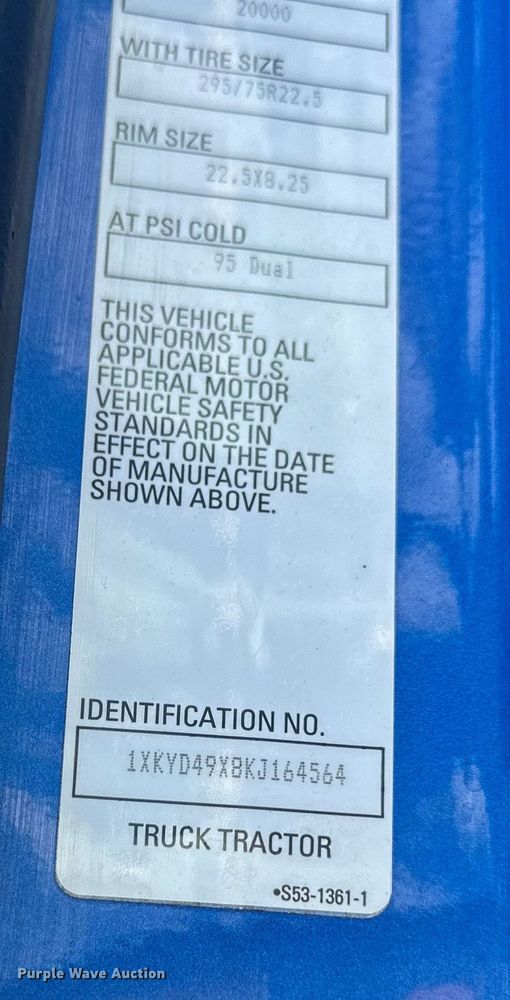 20000
WITH TIRE SIZE
295/75R22.5
RIM SIZE
22.5X8.25
AT PSI COLD
95 Dual
THIS VEHICLE
CONFORMS TO ALL
APPLICABLE U.S.
FEDERAL MOTOR
VEHICLE SAFETY
STANDARDS IN
EFFECT ON THE DATE
OF MANUFACTURE
SHOWN ABOVE.
IDENTIFICATION NO.
1XKYD49X8KJ164564
TRUCK TRACTOR
•S53-1361-1
Purple Wave Auction